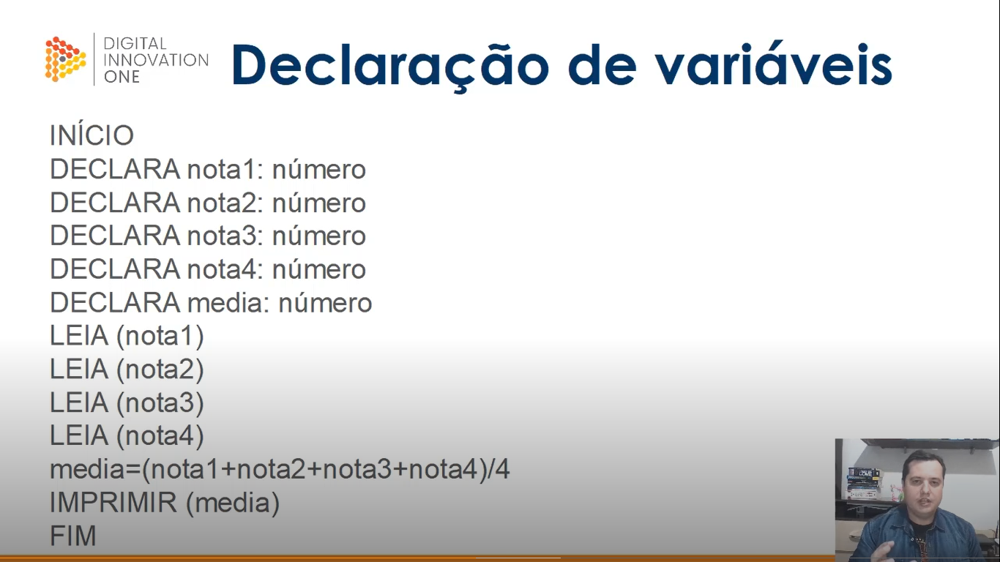 DIGITAL
INNOVATION
ONE
Declaração de variáveis
INÍCIO
DECLARA nota1: número
DECLARA nota2: número
DECLARA nota3: número
DECLARA nota4: número
DECLARA media: número
LEIA (nota1)
LEIA (nota2)
LEIA (nota3)
LEIA (nota4)
media=(nota1+nota2+nota3+nota4)/4
IMPRIMIR (media)
FIM